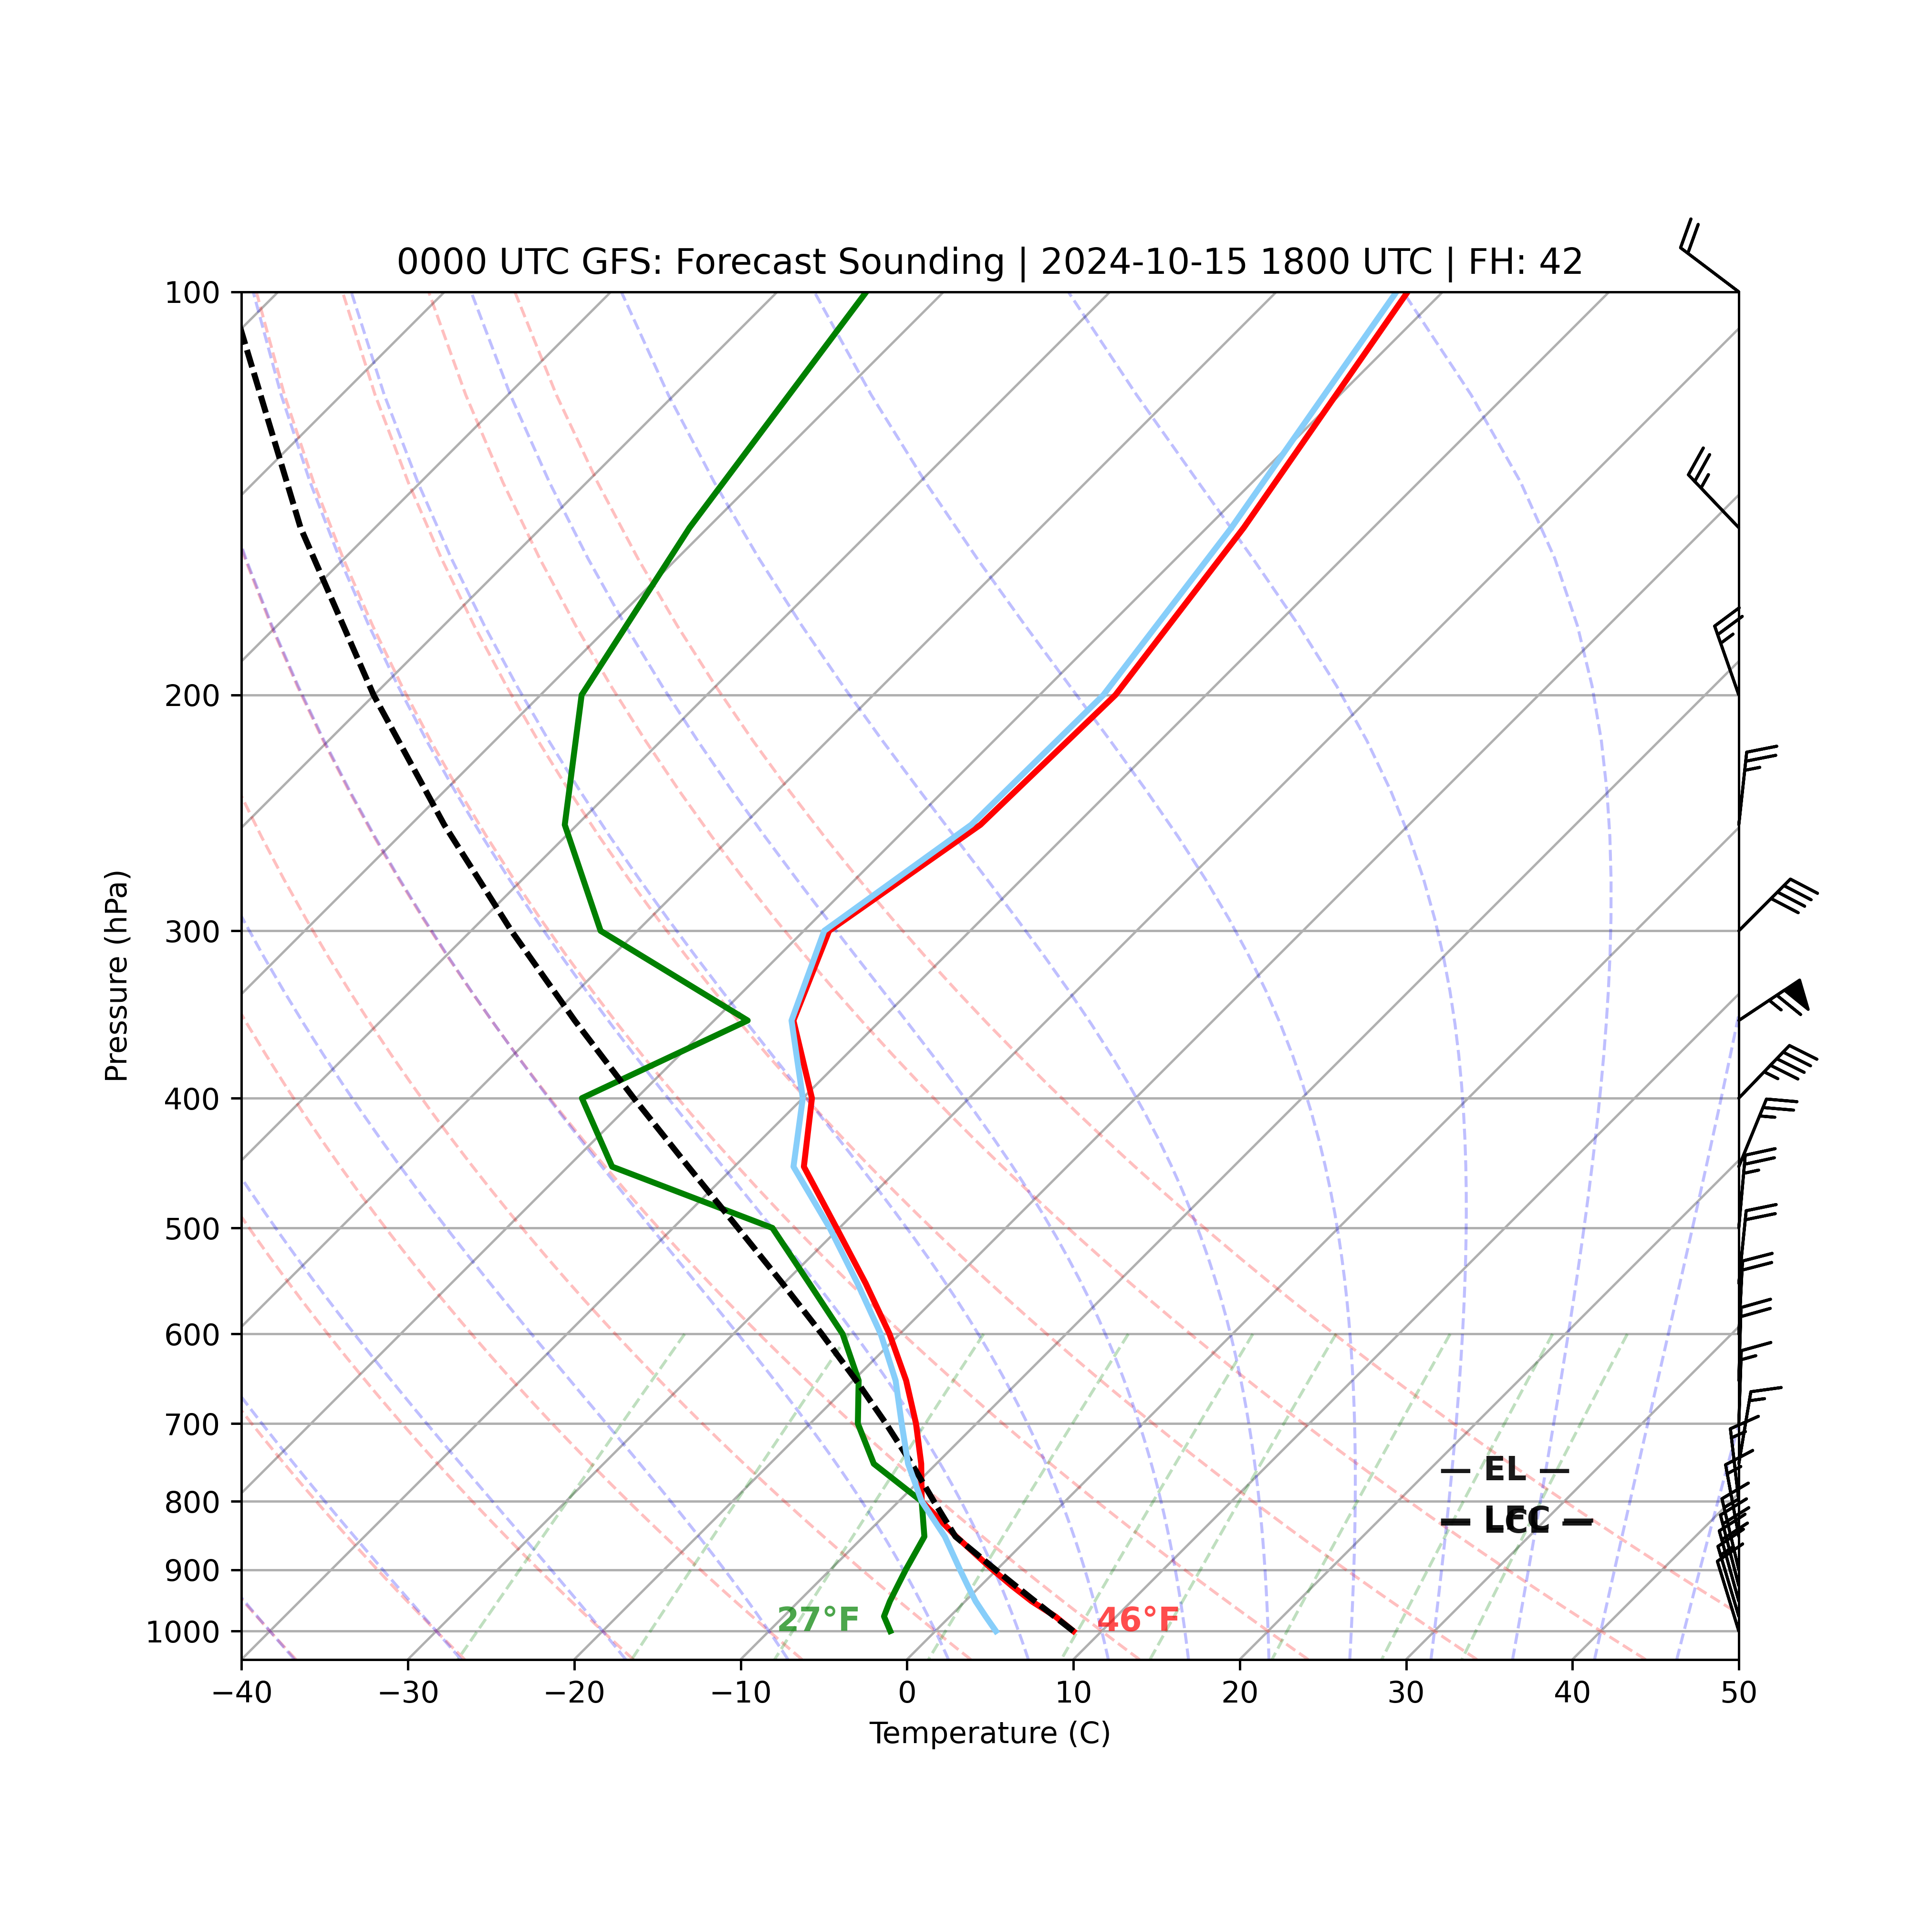 0000 UTC GFS: Forecast Sounding | 2024-10-15 1800 UTC | FH: 42
100
200
300
400
500
600
700
800
900
1000
Pressure (hPa)
— EL —
— LFC —
— LCL —
27°F
46°F
−40 −30 −20 −10 0 10 20 30 40 50
Temperature (C)